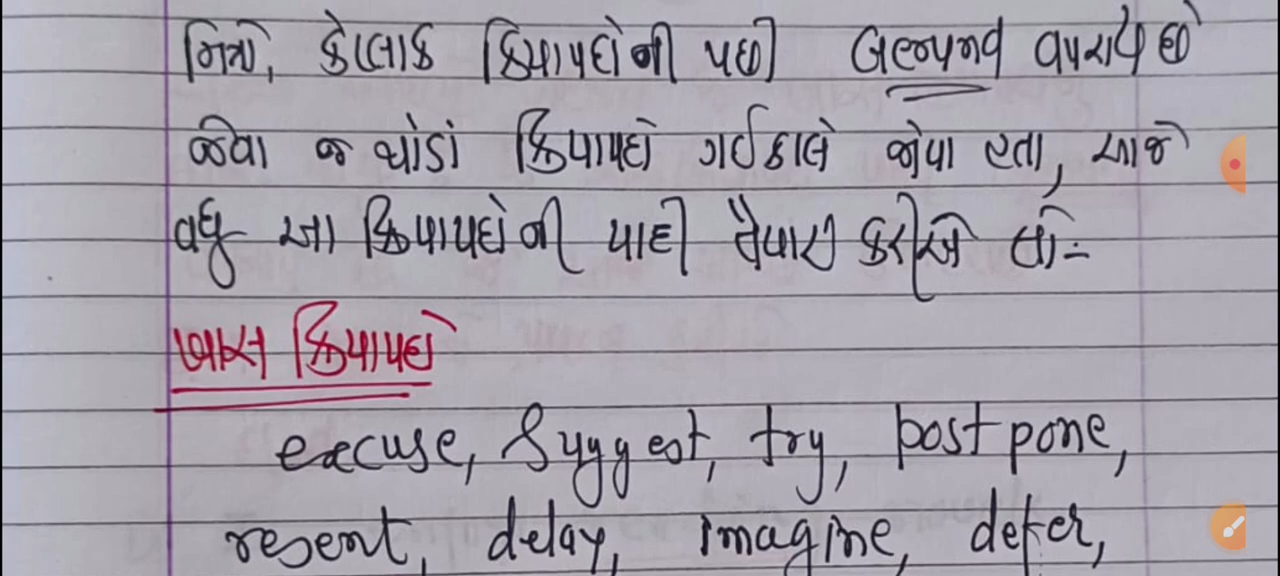 મિત્રો, કેટલાક ક્રિયાપદોની પછી વપરાય છે
જેવા જ થોડાં ક્રિયાપદો ગઈકાલે જોયા હતા, આજે
વધુ આ ક્રિયાપદોની યાદી તૈયાર કરીએ તો:-
ખાસ ક્રિયાપદો
excuse, Suggest, try, postpone,
resent, delay, imagine, defer,